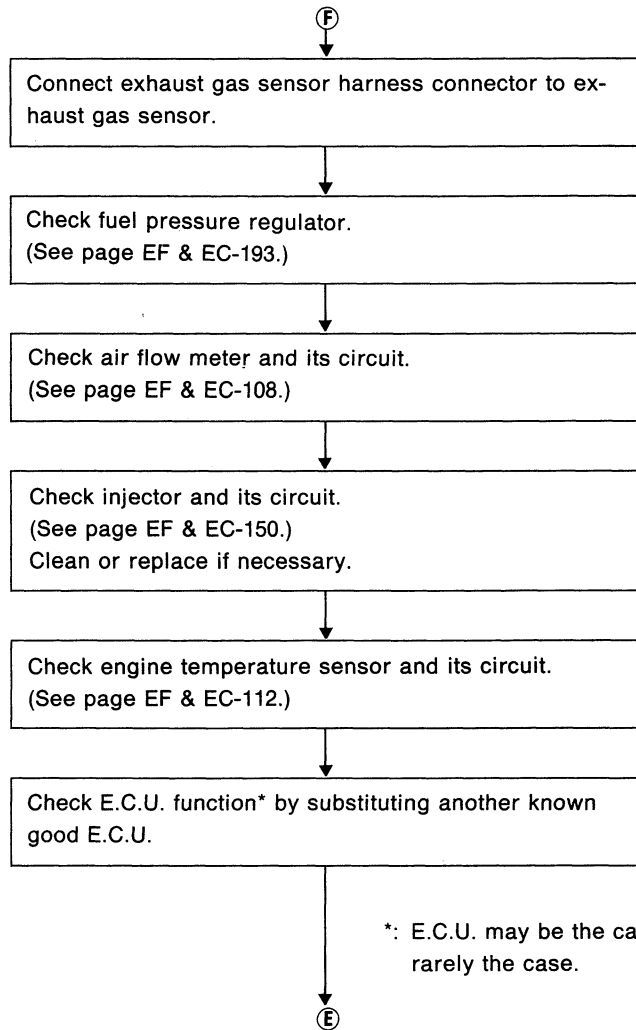 F
Connect exhaust gas sensor harness connector to ex-
haust gas sensor.
Check fuel pressure regulator.
(See page EF & EC-193.)
Check air flow meter and its circuit.
(See page EF & EC-108.)
Check injector and its circuit.
(See page EF & EC-150.)
Clean or replace if necessary.
Check engine temperature sensor and its circuit.
(See page EF & EC-112.)
Check E.C.U. function* by substituting another known
good E.C.U.
*: E.C.U. may be the
rarely the case.
E